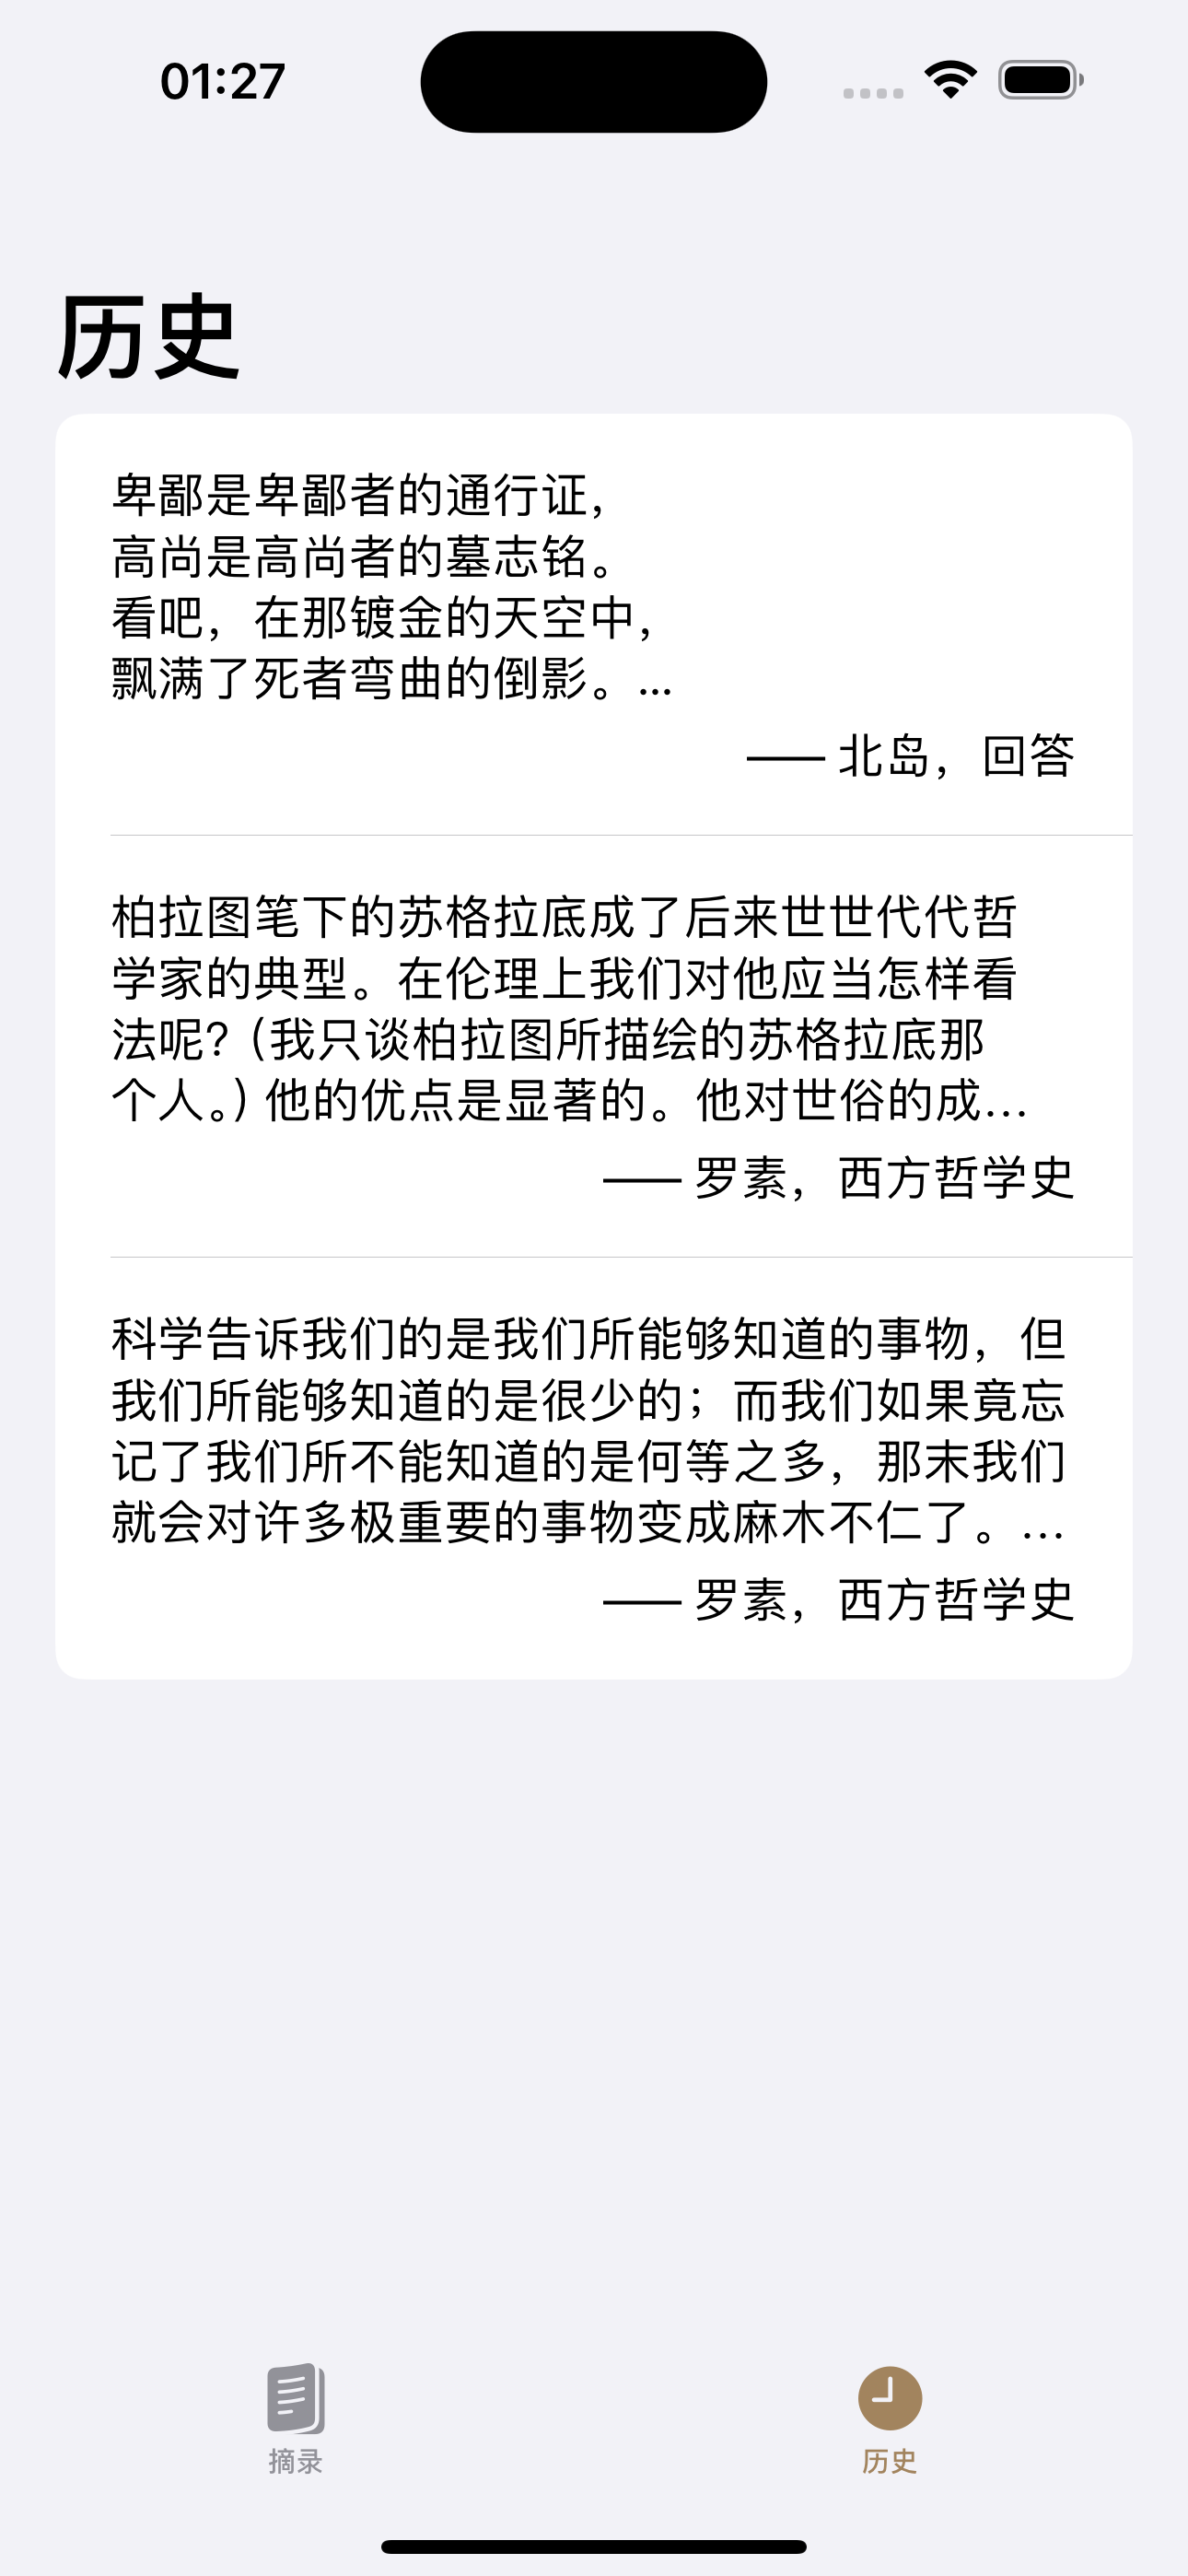 01:27
历史
卑鄙是卑鄙者的通行证，
高尚是高尚者的墓志铭。
看吧，在那镀金的天空中，
飘满了死者弯曲的倒影。...
—— 北岛，回答
柏拉图笔下的苏格拉底成了后来世世代代哲
学家的典型。在伦理上我们对他应当怎样看
法呢?（我只谈柏拉图所描绘的苏格拉底那
个人。）他的优点是显著的。他对世俗的成…
—— 罗素，西方哲学史
科学告诉我们的是我们所能够知道的事物，但
我们所能够知道的是很少的；而我们如果竟忘
记了我们所不能知道的是何等之多，那末我们
就会对许多极重要的事物变成麻木不仁了。…
—— 罗素，西方哲学史
摘录
历史